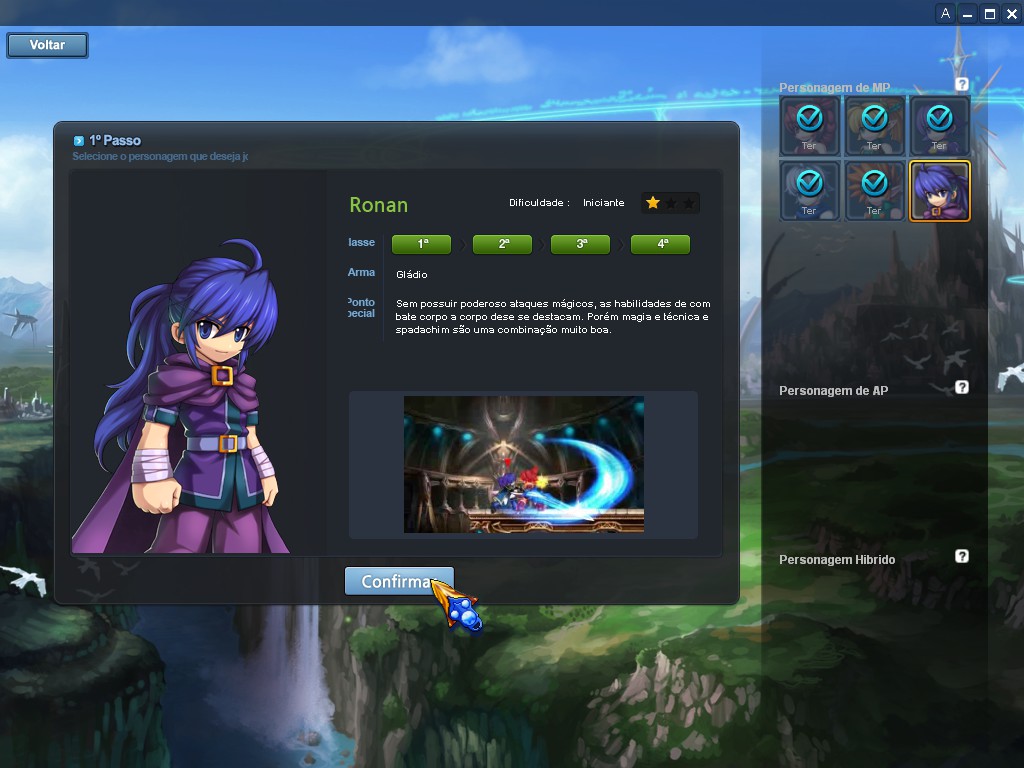 A
Voltar
Personagem de MP
?
Ter
Ter
Ter
Ter
Ter
1º Passo
Selecione o personagem que deseja jc
Ronan
Dificuldade : Iniciante
lasse 1ª 2ª 3ª 4ª
Arma Gládio
Ponto
pecial
Sem possuir poderoso ataques mágicos, as habilidades de com
bate corpo a corpo dese se destacam. Porém magia e técnica e
spadachim são uma combinação muito boa.
Personagem de AP
?
Personagem Hibrido
?
Confirma